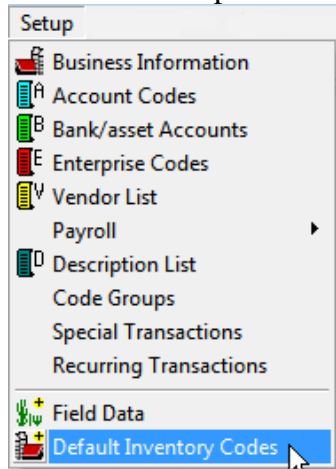 Setup
Business Information
A Account Codes
B Bank/asset Accounts
E Enterprise Codes
V Vendor List
Payroll
D Description List
Code Groups
Special Transactions
Recurring Transactions
Field Data
Default Inventory Codes